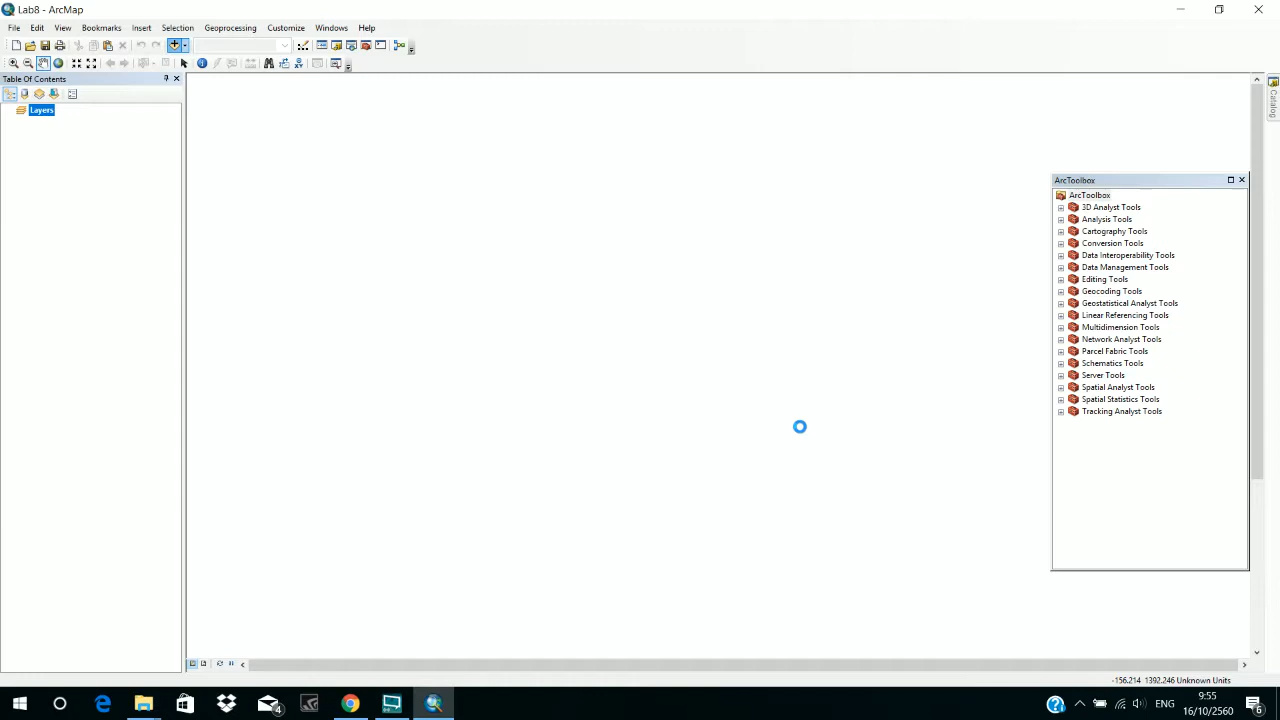 Lab8 - ArcMap
File Edit View Bookmarks Insert Selection Geoprocessing Customize Windows Help
Table Of Contents
Layers
Catalog
ArcToolbox
ArcToolbox
3D Analyst Tools
Analysis Tools
Cartography Tools
Conversion Tools
Data Interoperability Tools
Data Management Tools
Editing Tools
Geocoding Tools
Geostatistical Analyst Tools
Linear Referencing Tools
Multidimension Tools
Network Analyst Tools
Parcel Fabric Tools
Schematics Tools
Server Tools
Spatial Analyst Tools
Spatial Statistics Tools
Tracking Analyst Tools
-156.214 1392.246 Unknown Units
4
ENG
9:55
16/10/2560
6